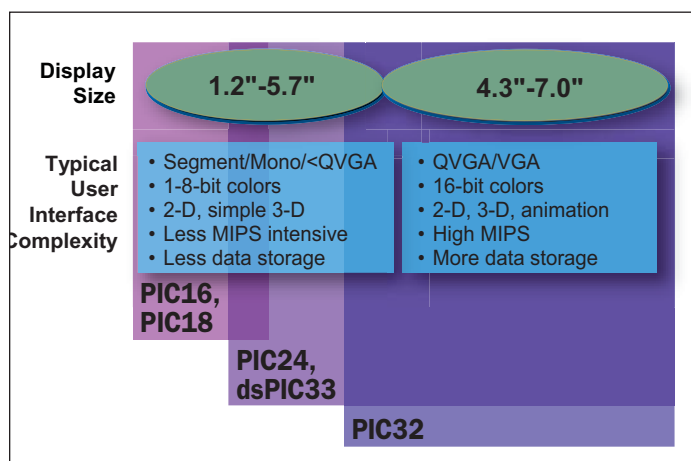 Display
Size
1.2"-5.7"
4.3"-7.0"
Typical
User
Interface
Complexity
• Segment/Mono/<QVGA
• 1-8-bit colors
• 2-D, simple 3-D
• Less MIPS intensive
• Less data storage
• QVGA/VGA
• 16-bit colors
• 2-D, 3-D, animation
• High MIPS
• More data storage
PIC16,
PIC18
PIC24,
dsPIC33
PIC32